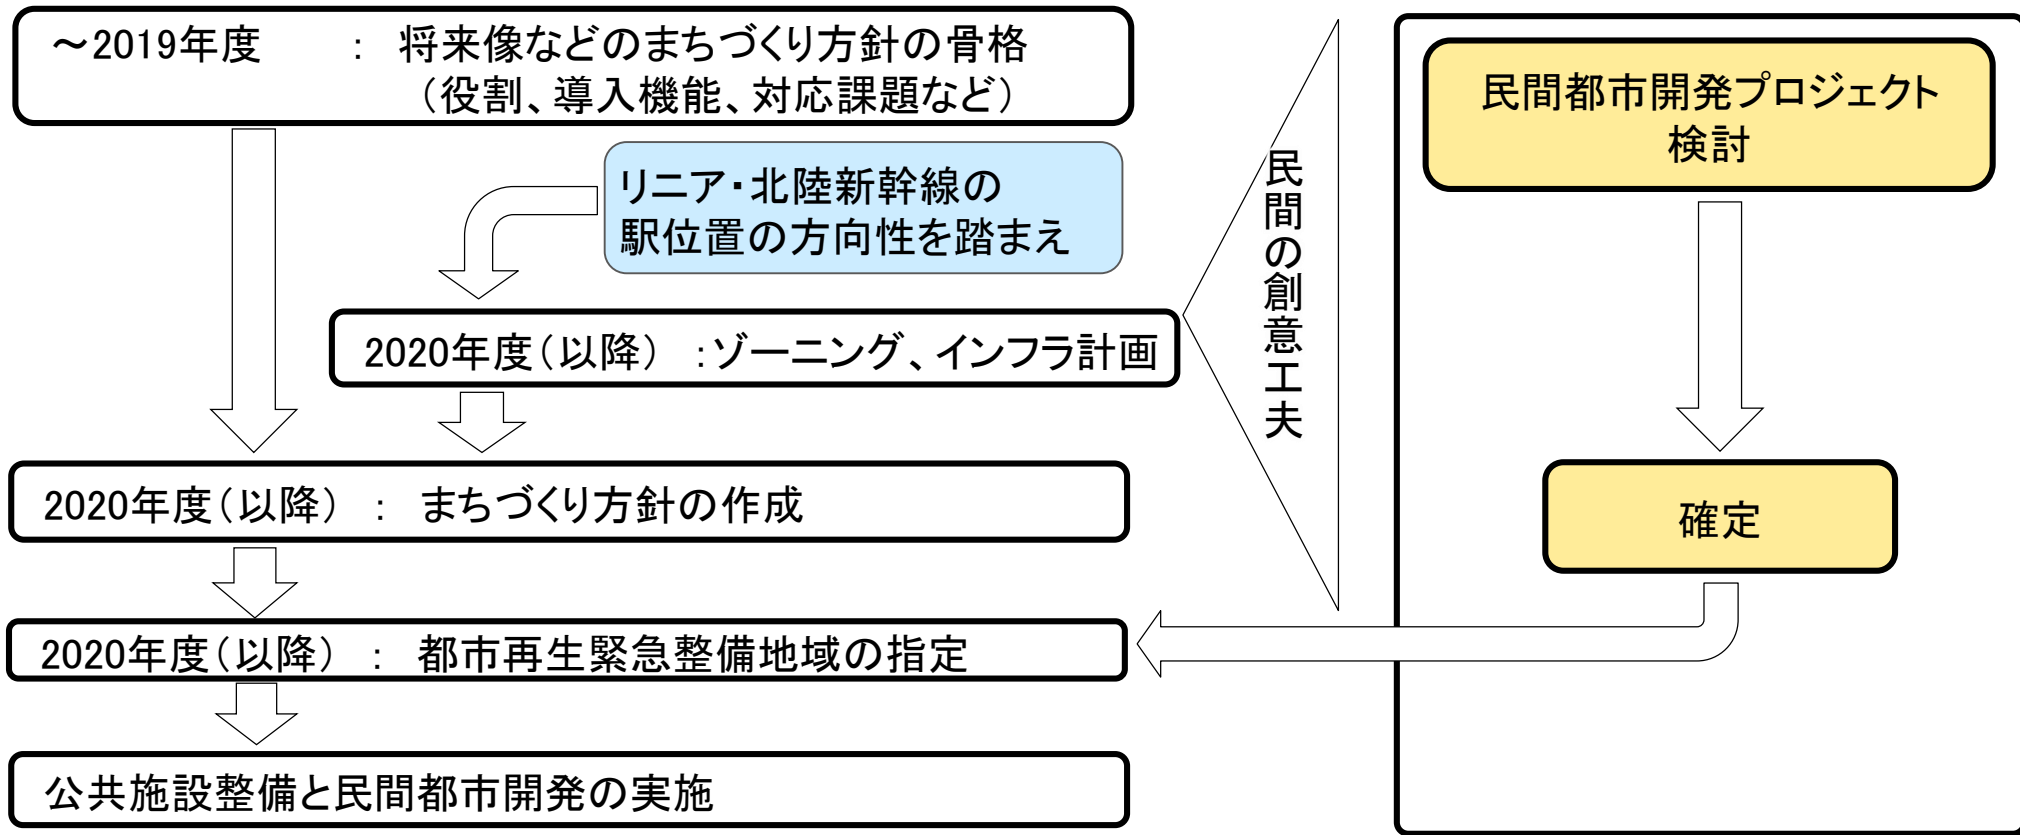 ～2019年度　　： 将来像などのまちづくり方針の骨格
（役割、導入機能、対応課題など）
リニア・北陸新幹線の
駅位置の方向性を踏まえ
2020年度（以降） ：ゾーニング、インフラ計画
2020年度（以降） ： まちづくり方針の作成
2020年度（以降） ： 都市再生緊急整備地域の指定
公共施設整備と民間都市開発の実施
民間の創意工夫
民間都市開発プロジェクト
検討
確定